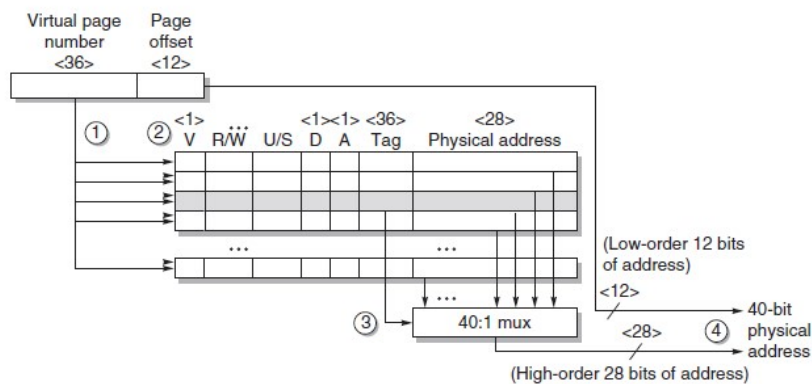 Virtual page number
Page offset
<36>
<12>
1
2
<1>
...
<1>
<1>
<36>
<28>
V
R/W
U/S
D
A
Tag
Physical address
...
...
(Low-order 12 bits of address)
...
<12>
3
40:1 mux
<28>
4
40-bit physical address
(High-order 28 bits of address)